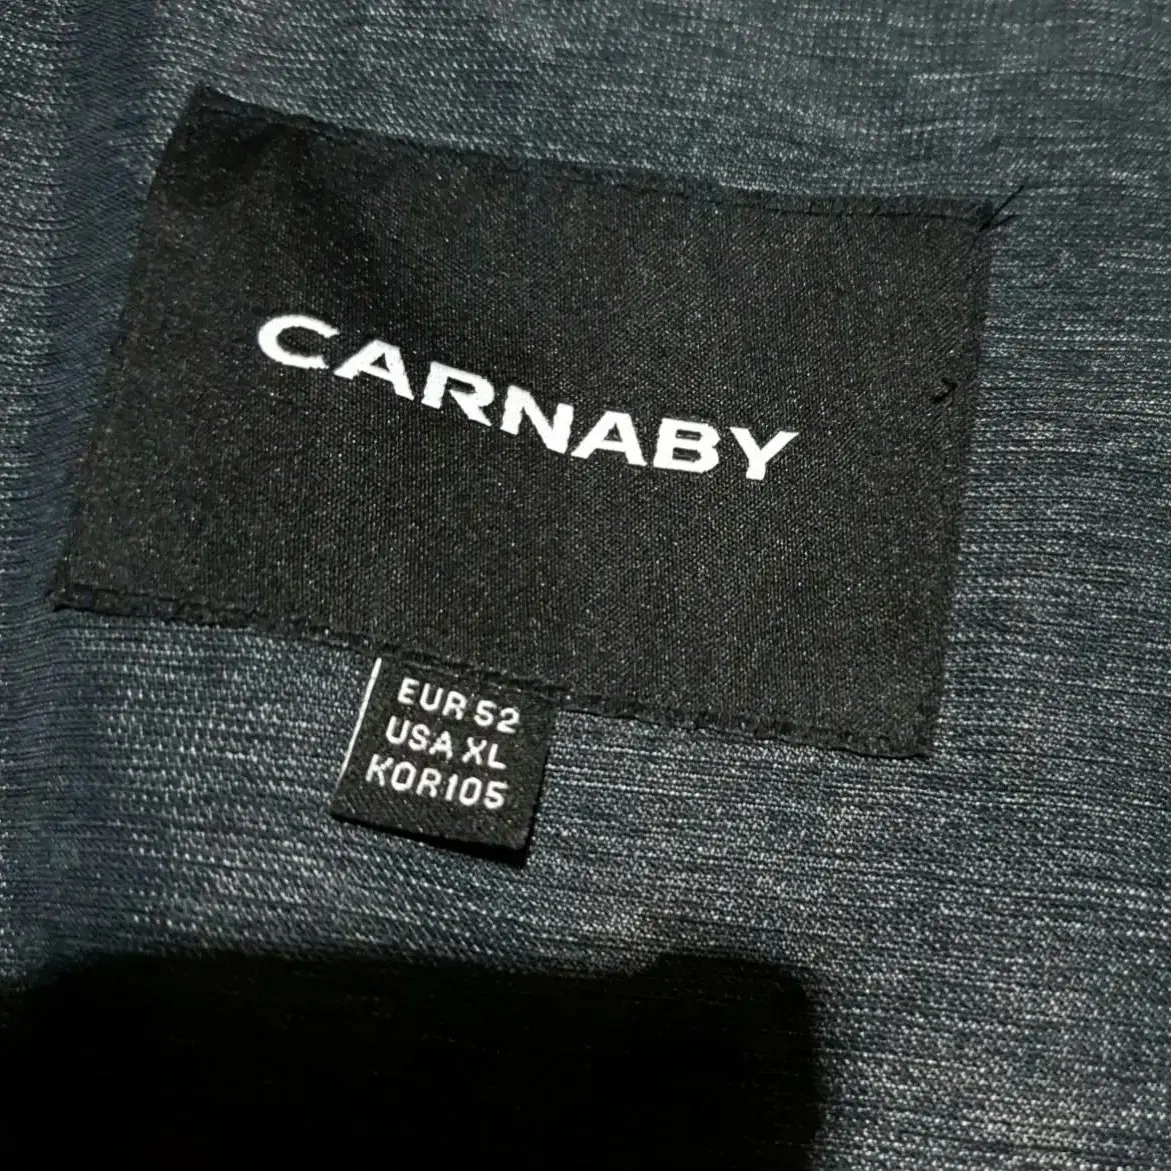 CARNABY
EUR 52
USA XL
KOR105